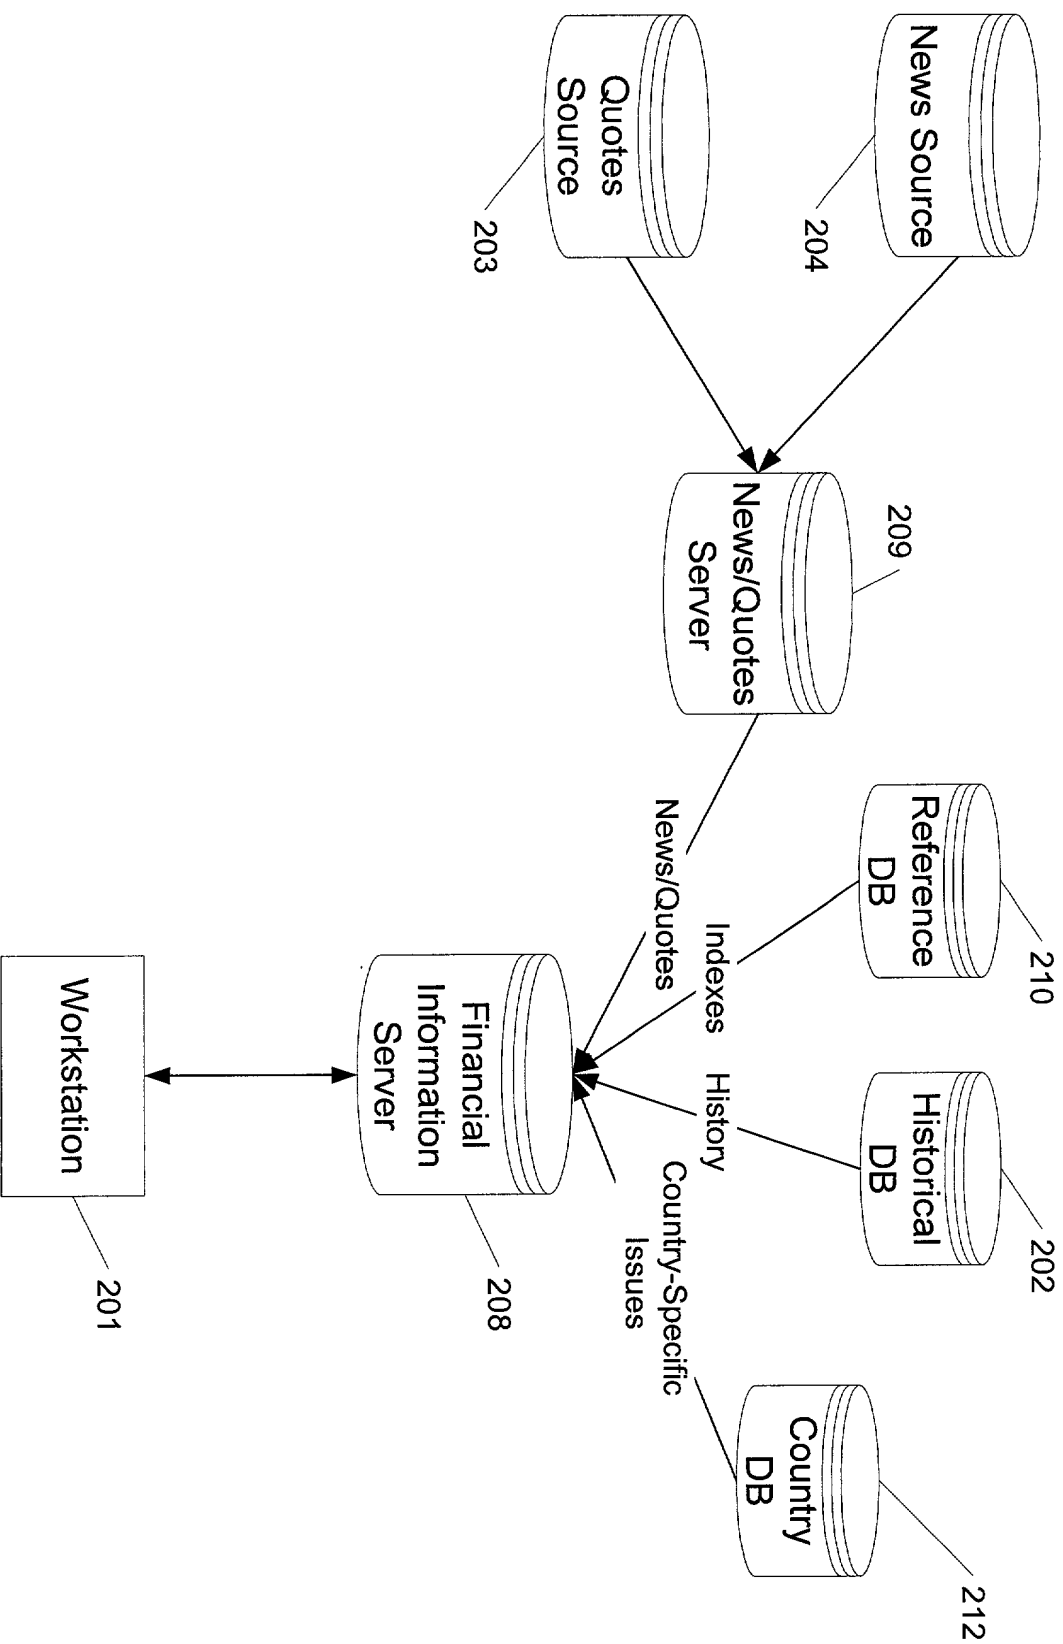 News Source
204
Quotes
Source
203
209
News/Quotes
Server
Reference
DB
210
Historical
DB
202
Country
DB
212
News/Quotes
Indexes
History
Country-Specific
Issues
Financial
Information
Server
208
Workstation
201